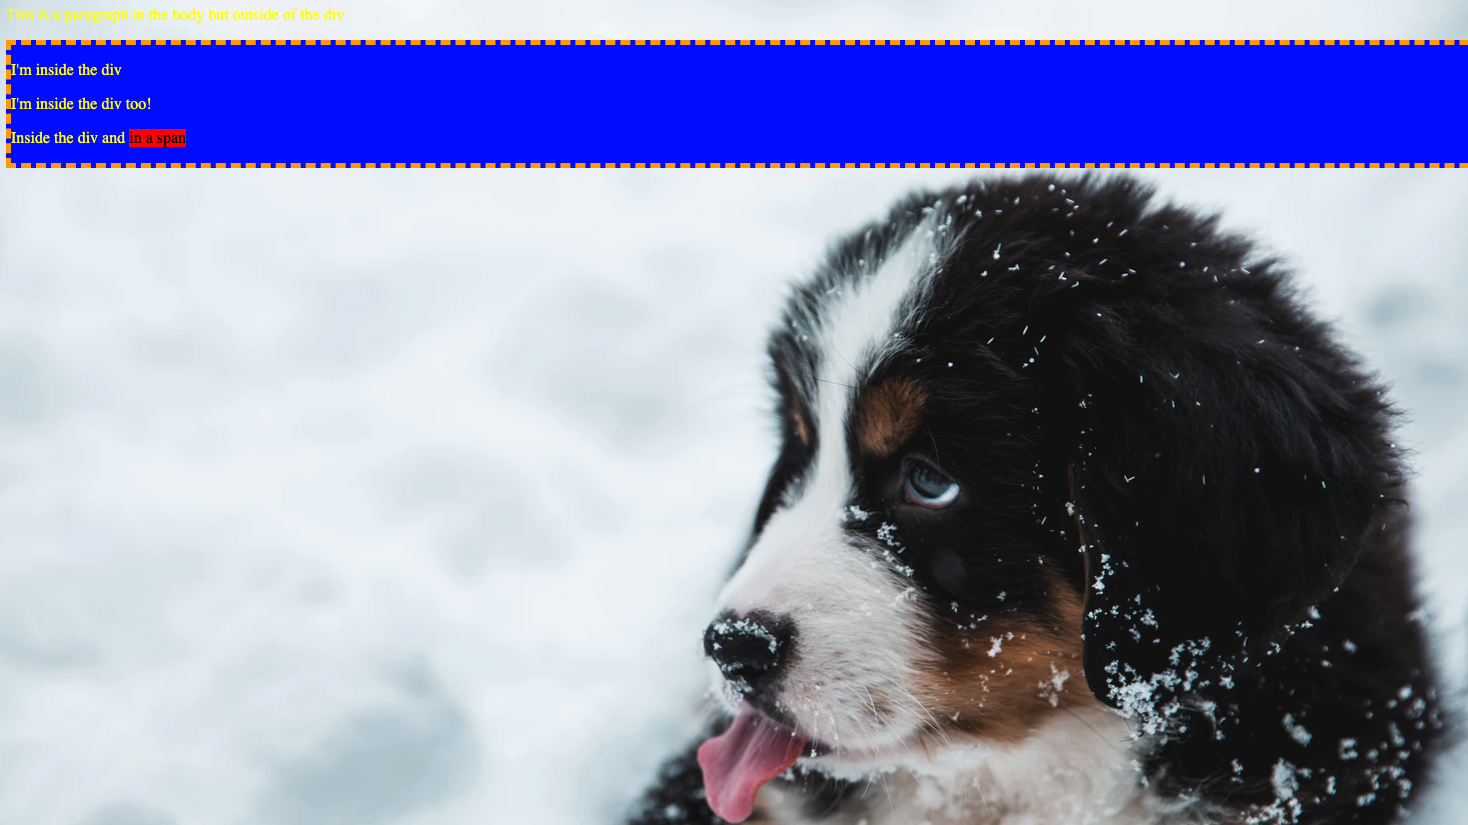 This is a paragraph in the body but outside of the div
I'm inside the div
I'm inside the div too!
Inside the div and in a span